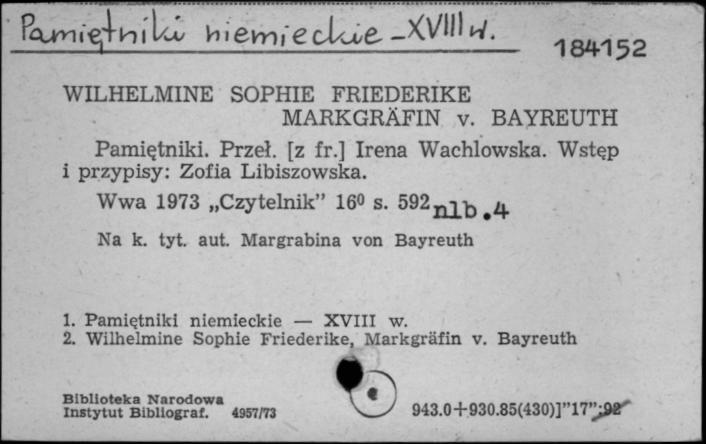 Pamiętniki niemieckie – XVIII w.
184152
WILHELMINE SOPHIE FRIEDERIKE
MARKGRÄFIN v. BAYREUTH
Pamiętniki. Przeł. [z fr.] Irena Wachlowska. Wstęp
i przypisy: Zofia Libiszowska.
Wwa 1973 „Czytelnik” 16⁰ s. 592 nlb.4
Na k. tyt. aut. Margrabina von Bayreuth
1. Pamiętniki niemieckie — XVIII w.
2. Wilhelmine Sophie Friederike, Markgräfin v. Bayreuth
Biblioteka Narodowa
Instytut Bibliograf. 4957/73
943.0+930.85(430)]”17”:92